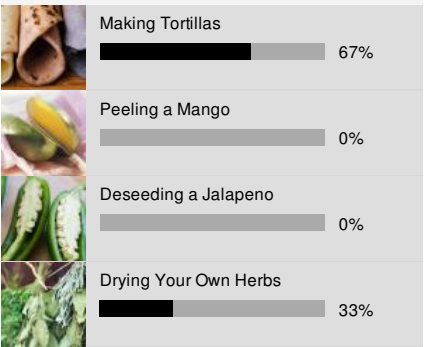 Making Tortillas
67%
Peeling a Mango
0%
Deseeding a Jalapeno
0%
Drying Your Own Herbs
33%